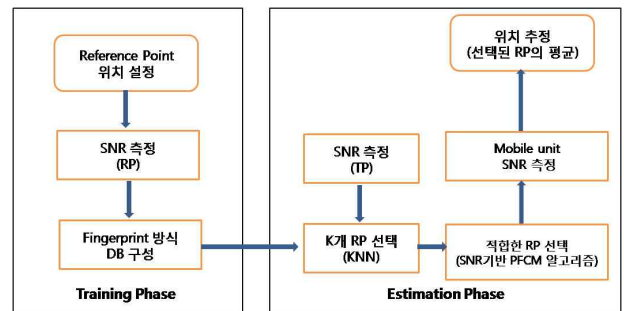 Reference Point
위치 설정
SNR 측정
(RP)
Fingerprint 방식
DB 구성
Training Phase
SNR 측정
(TP)
K개 RP 선택
(KNN)
적합한 RP 선택
(SNR기반 PFCM 알고리즘)
Mobile unit
SNR 측정
위치 추정
(선택된 RP의 평균)
Estimation Phase